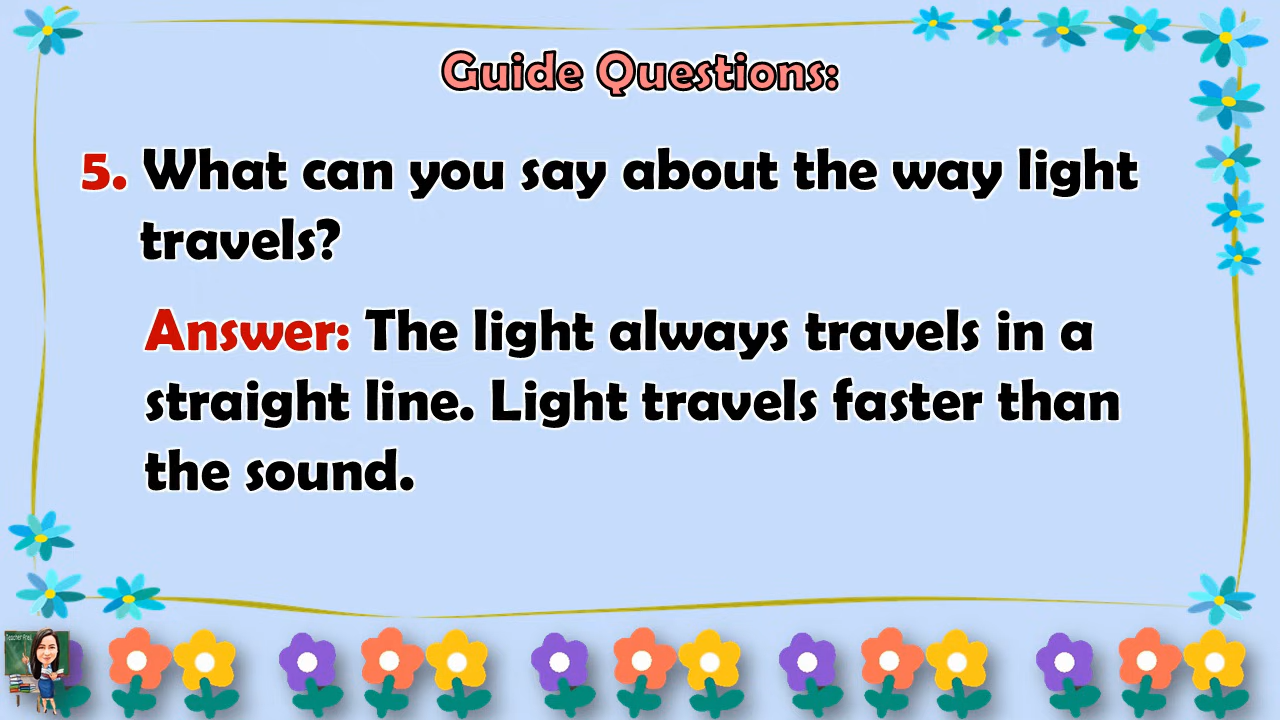 Guide Questions:
5. What can you say about the way light
travels?
Answer: The light always travels in a
straight line. Light travels faster than
the sound.